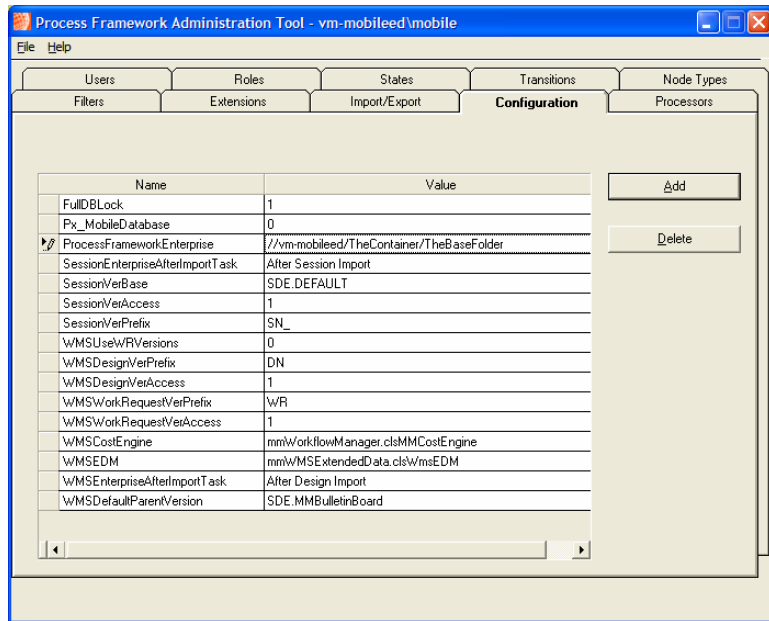 Process Framework Administration Tool - vm-mobileed\mobile
File Help
Users Roles States Transitions Node Types
Filters Extensions Import/Export Configuration Processors
Name Value
Add
FullDBLock 1
Px_MobileDatabase 0
ProcessFrameworkEnterprise //vm-mobileed/TheContainer/TheBaseFolder
Delete
SessionEnterpriseAfterImportTask After Session Import
SessionVerBase SDE.DEFAULT
SessionVerAccess 1
SessionVerPrefix SN_
WMSUseWRVersions 0
WMSDesignVerPrefix DN
WMSDesignVerAccess 1
WMSWorkRequestVerPrefix WR
WMSWorkRequestVerAccess 1
WMSCostEngine mmWorkflowManager.clsMMCostEngine
WMSEDM mmWMSExtendedData.clsWmsEDM
WMSEnterpriseAfterImportTask After Design Import
WMSDefaultParentVersion SDE.MMBulletinBoard